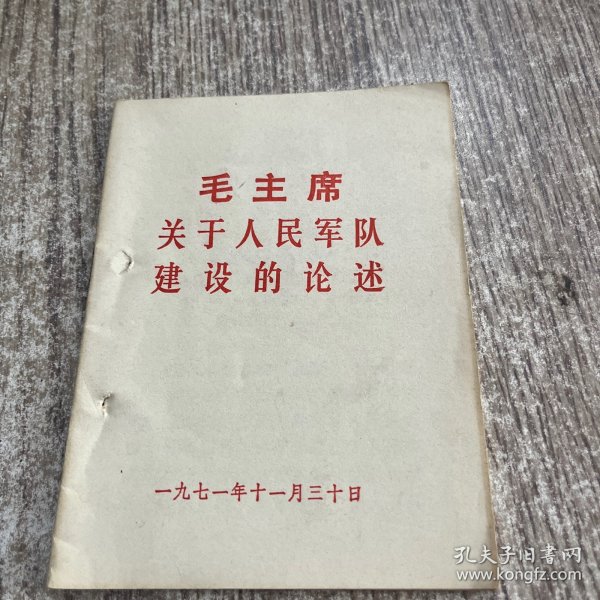 毛主席
关于人民军队
建设的论述
一九七一年十一月三十日
孔夫子旧书网
www.kongfz.com